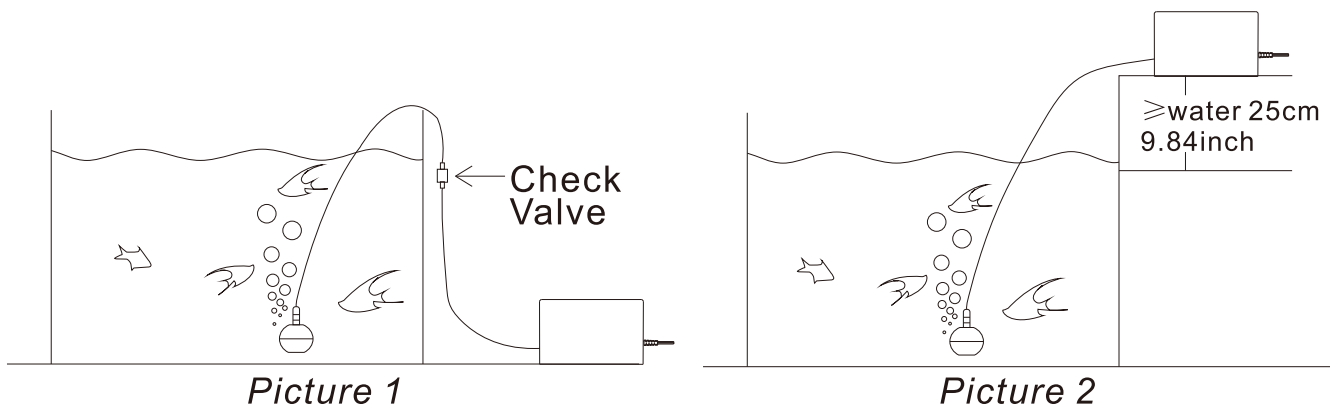 Check
Valve
≥water 25cm
9.84inch
Picture 1
Picture 2